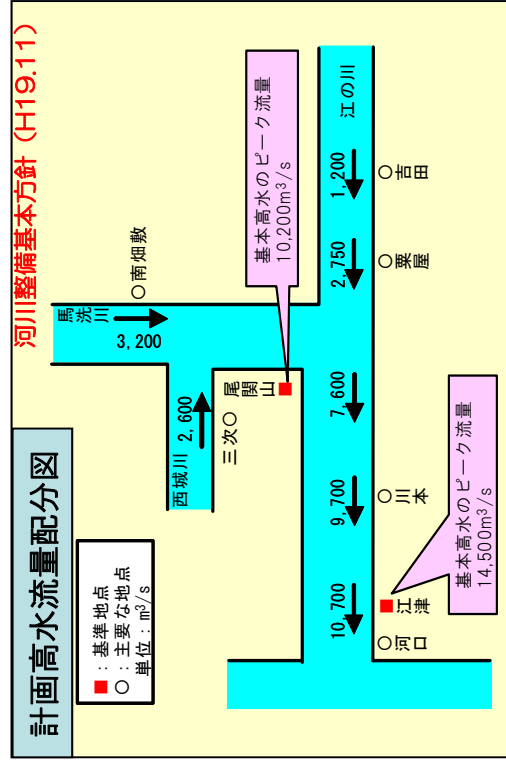 河川整備基本方針（H19.11）
計画高水流量配分図
■：基準地点
○：主要な地点
単位：m³/s
馬洗川
3,200
○南畑敷
西城川
2,600
三次○
尾関山
基本高水のピーク流量
10,200m³/s
江の川
1,200
○吉田
2,750
○粟屋
7,600
9,700
○川本
10,700
江津
○河口
基本高水のピーク流量
14,500m³/s